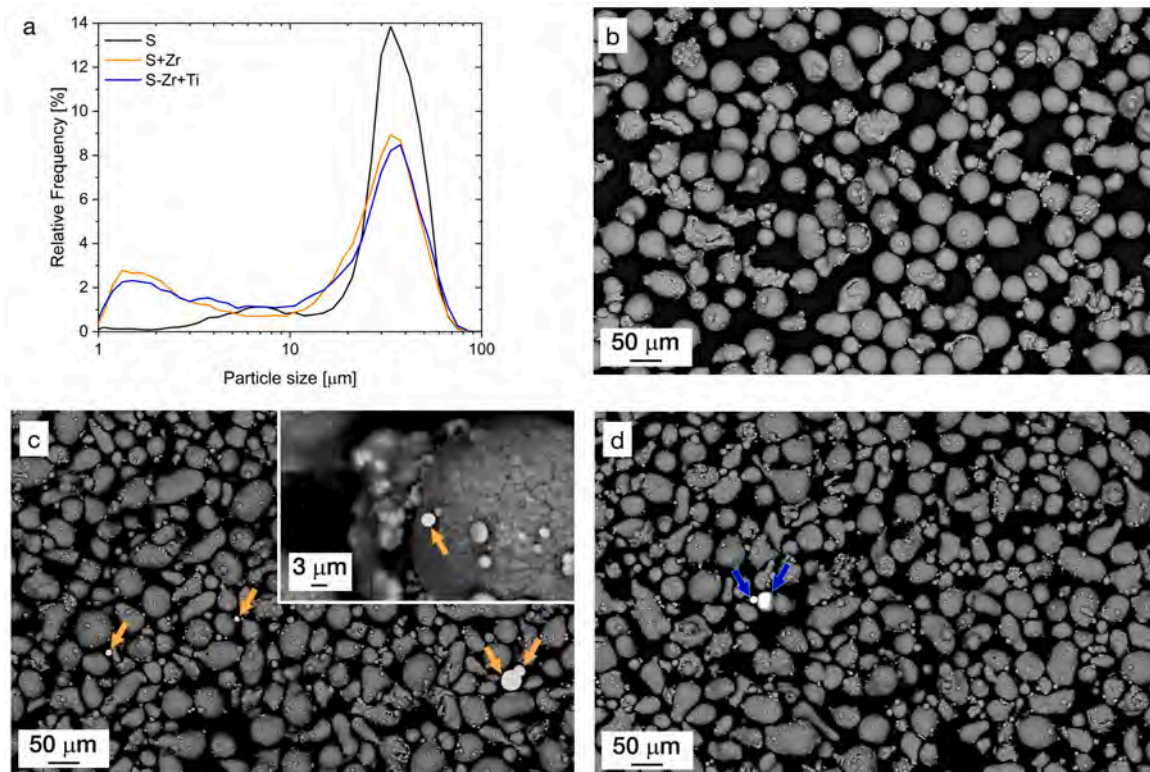 a
14
12
10
8
6
4
2
0
Relative Frequency [%]
S
S+Zr
S-Zr+Ti
1
10
100
Particle size [μm]
b
50 μm
c
3 μm
50 μm
d
50 μm